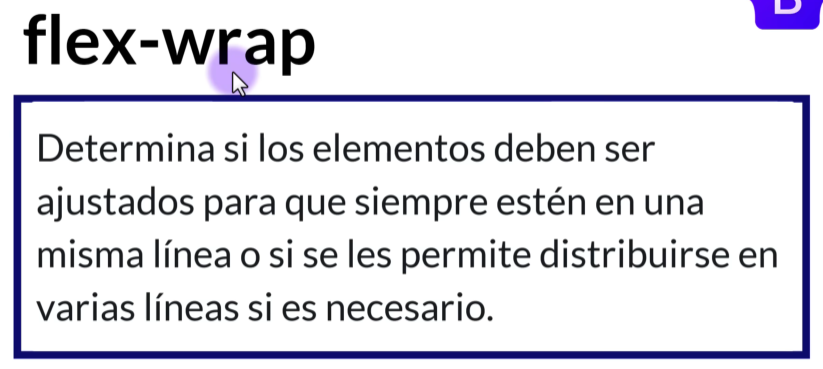 flex-wrap
Determina si los elementos deben ser
ajustados para que siempre estén en una
misma línea o si se les permite distribuirse en
varias líneas si es necesario.